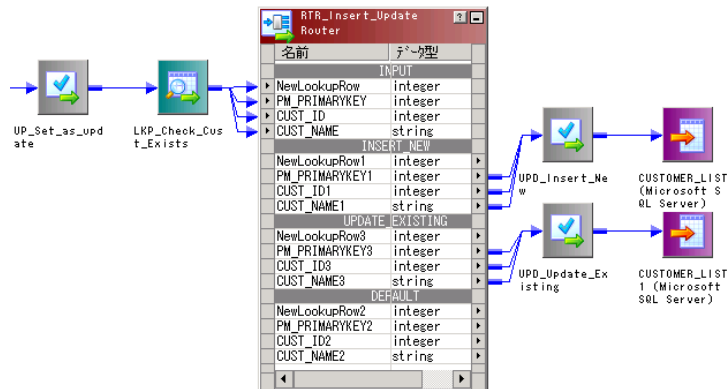 RTR_Insert_Update
Router
名前 ﾃﾞｰﾀ型
INPUT
NewLookupRow integer
PM_PRIMARYKEY integer
CUST_ID integer
CUST_NAME string
INSERT_NEW
NewLookupRow1 integer
PM_PRIMARYKEY1 integer
CUST_ID1 integer
CUST_NAME1 string
UPDATE_EXISTING
NewLookupRow3 integer
PM_PRIMARYKEY3 integer
CUST_ID3 integer
CUST_NAME3 string
DEFAULT
NewLookupRow2 integer
PM_PRIMARYKEY2 integer
CUST_ID2 integer
CUST_NAME2 string
UP_Set_as_upd
ate
LKP_Check_Cus
t_Exists
UPD_Insert_Ne
w
CUSTOMER_LIST
(Microsoft S
QL Server)
UPD_Update_Ex
isting
CUSTOMER_LIST
1 (Microsoft
SQL Server)